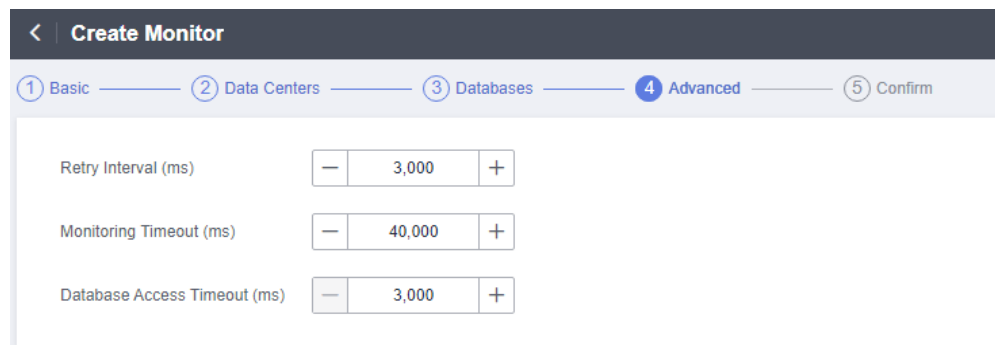 Create Monitor
1 Basic 2 Data Centers 3 Databases 4 Advanced 5 Confirm
Retry Interval (ms) — 3,000 +
Monitoring Timeout (ms) — 40,000 +
Database Access Timeout (ms) — 3,000 +